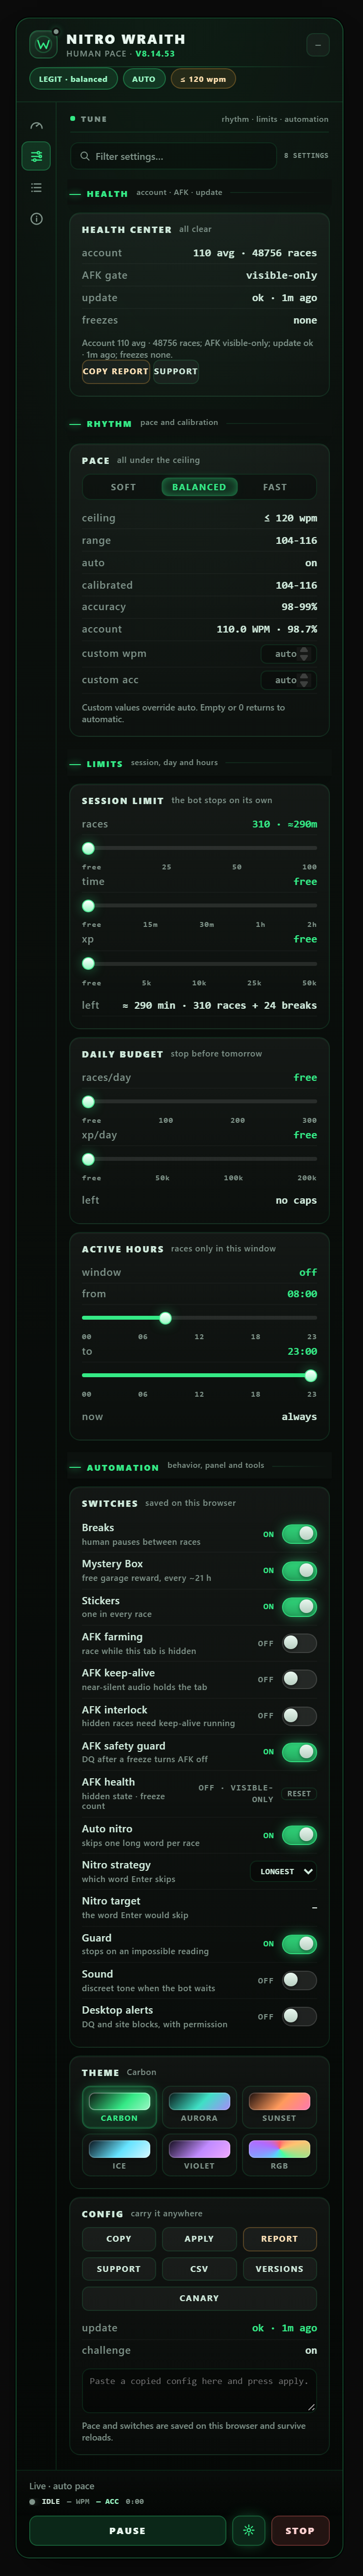 NITRO WRAITH
HUMAN PACE · V8.14.53
–
LEGIT · balanced AUTO ≤ 120 wpm
TUNE rhythm · limits · automation
Filter settings... 8 SETTINGS
HEALTH account · AFK · update
HEALTH CENTER all clear
account 110 avg · 48756 races
AFK gate visible-only
update ok · 1m ago
freezes none
Account 110 avg · 48756 races; AFK visible-only; update ok
· 1m ago; freezes none.
COPY REPORT SUPPORT
RHYTHM pace and calibration
PACE all under the ceiling
SOFT BALANCED FAST
ceiling ≤ 120 wpm
range 104-116
auto on
calibrated 104-116
accuracy 98-99%
account 110.0 WPM · 98.7%
custom wpm auto
custom acc auto
Custom values override auto. Empty or 0 returns to
automatic.
LIMITS session, day and hours
SESSION LIMIT the bot stops on its own
races 310 · ≈290m
free 25 50 100
time free
free 15m 30m 1h 2h
xp free
free 5k 10k 25k 50k
left ≈ 290 min · 310 races + 24 breaks
DAILY BUDGET stop before tomorrow
races/day free
free 100 200 300
xp/day free
free 50k 100k 200k
left no caps
ACTIVE HOURS races only in this window
window off
from 08:00
00 06 12 18 23
to 23:00
00 06 12 18 23
now always
AUTOMATION behavior, panel and tools
SWITCHES saved on this browser
Breaks ON
human pauses between races
Mystery Box ON
free garage reward, every ~21 h
Stickers ON
one in every race
AFK farming OFF
race while this tab is hidden
AFK keep-alive OFF
near-silent audio holds the tab
AFK interlock OFF
hidden races need keep-alive running
AFK safety guard ON
DQ after a freeze turns AFK off
AFK health OFF · VISIBLE-
ONLY RESET
hidden state · freeze
count
Auto nitro ON
skips one long word per race
Nitro strategy LONGEST
which word Enter skips
Nitro target –
the word Enter would skip
Guard ON
stops on an impossible reading
Sound OFF
discreet tone when the bot waits
Desktop alerts OFF
DQ and site blocks, with permission
THEME Carbon
CARBON AURORA SUNSET
ICE VIOLET RGB
CONFIG carry it anywhere
COPY APPLY REPORT
SUPPORT CSV VERSIONS
CANARY
update ok · 1m ago
challenge on
Paste a copied config here and press apply.
Pace and switches are saved on this browser and survive
reloads.
Live · auto pace
IDLE – WPM – ACC 0:00
PAUSE STOP